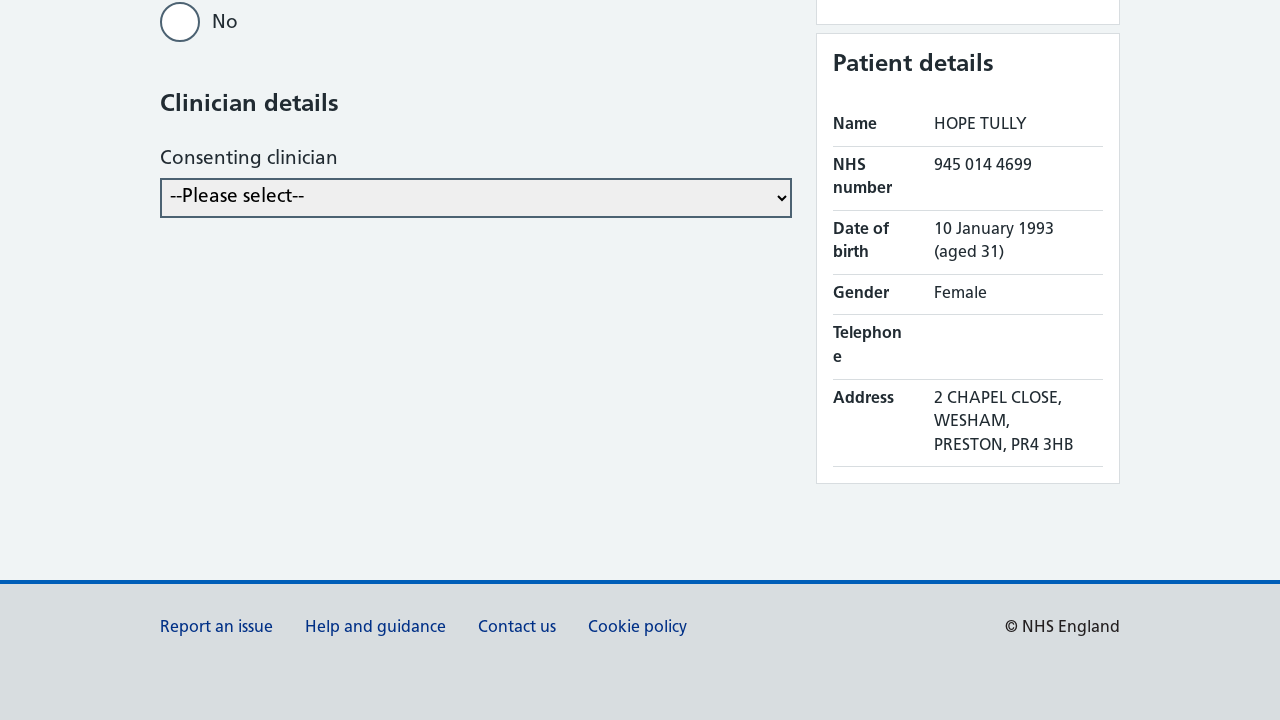 No
Clinician details
Consenting clinician
--Please select--
Patient details
Name HOPE TULLY
NHS 945 014 4699
number
Date of 10 January 1993
birth (aged 31)
Gender Female
Telephon
e
Address 2 CHAPEL CLOSE,
WESHAM,
PRESTON, PR4 3HB
Report an issue Help and guidance Contact us Cookie policy © NHS England